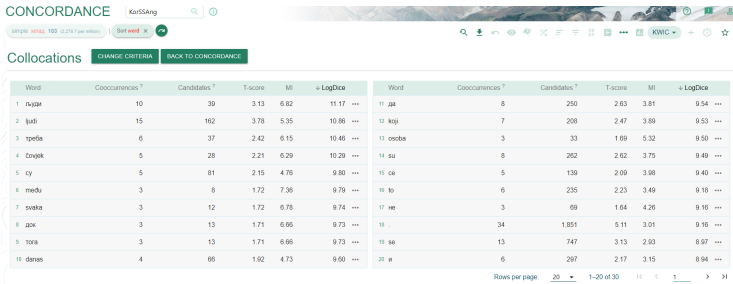 CONCORDANCE KorSSAng
simple млад 103 (2,278.7 per million) Sort word ×
KWIC
Collocations CHANGE CRITERIA BACK TO CONCORDANCE
Word Cooccurrences ? Candidates ? T-score MI ↓ LogDice
1 људи 10 39 3.13 6.82 11.17 •••
2 ljudi 15 162 3.78 5.35 10.86 •••
3 треба 6 37 2.42 6.15 10.46 •••
4 čovjek 5 28 2.21 6.29 10.29 •••
5 су 5 81 2.15 4.76 9.80 •••
6 među 3 8 1.72 7.36 9.79 •••
7 svaka 3 12 1.72 6.78 9.74 •••
8 док 3 13 1.71 6.66 9.73 •••
9 тога 3 13 1.71 6.66 9.73 •••
10 danas 4 66 1.92 4.73 9.60 •••
Word Cooccurrences ? Candidates ? T-score MI ↓ LogDice
11 да 8 250 2.63 3.81 9.54 •••
12 koji 7 208 2.47 3.89 9.53 •••
13 osoba 3 33 1.69 5.32 9.50 •••
14 su 8 262 2.62 3.75 9.49 •••
15 се 5 139 2.09 3.98 9.40 •••
16 to 6 235 2.23 3.49 9.18 •••
17 не 3 69 1.64 4.26 9.16 •••
18 . 34 1,851 5.11 3.01 9.16 •••
19 se 13 747 3.13 2.93 8.97 •••
20 и 6 297 2.17 3.15 8.94 •••
Rows per page: 20 1–20 of 30 1